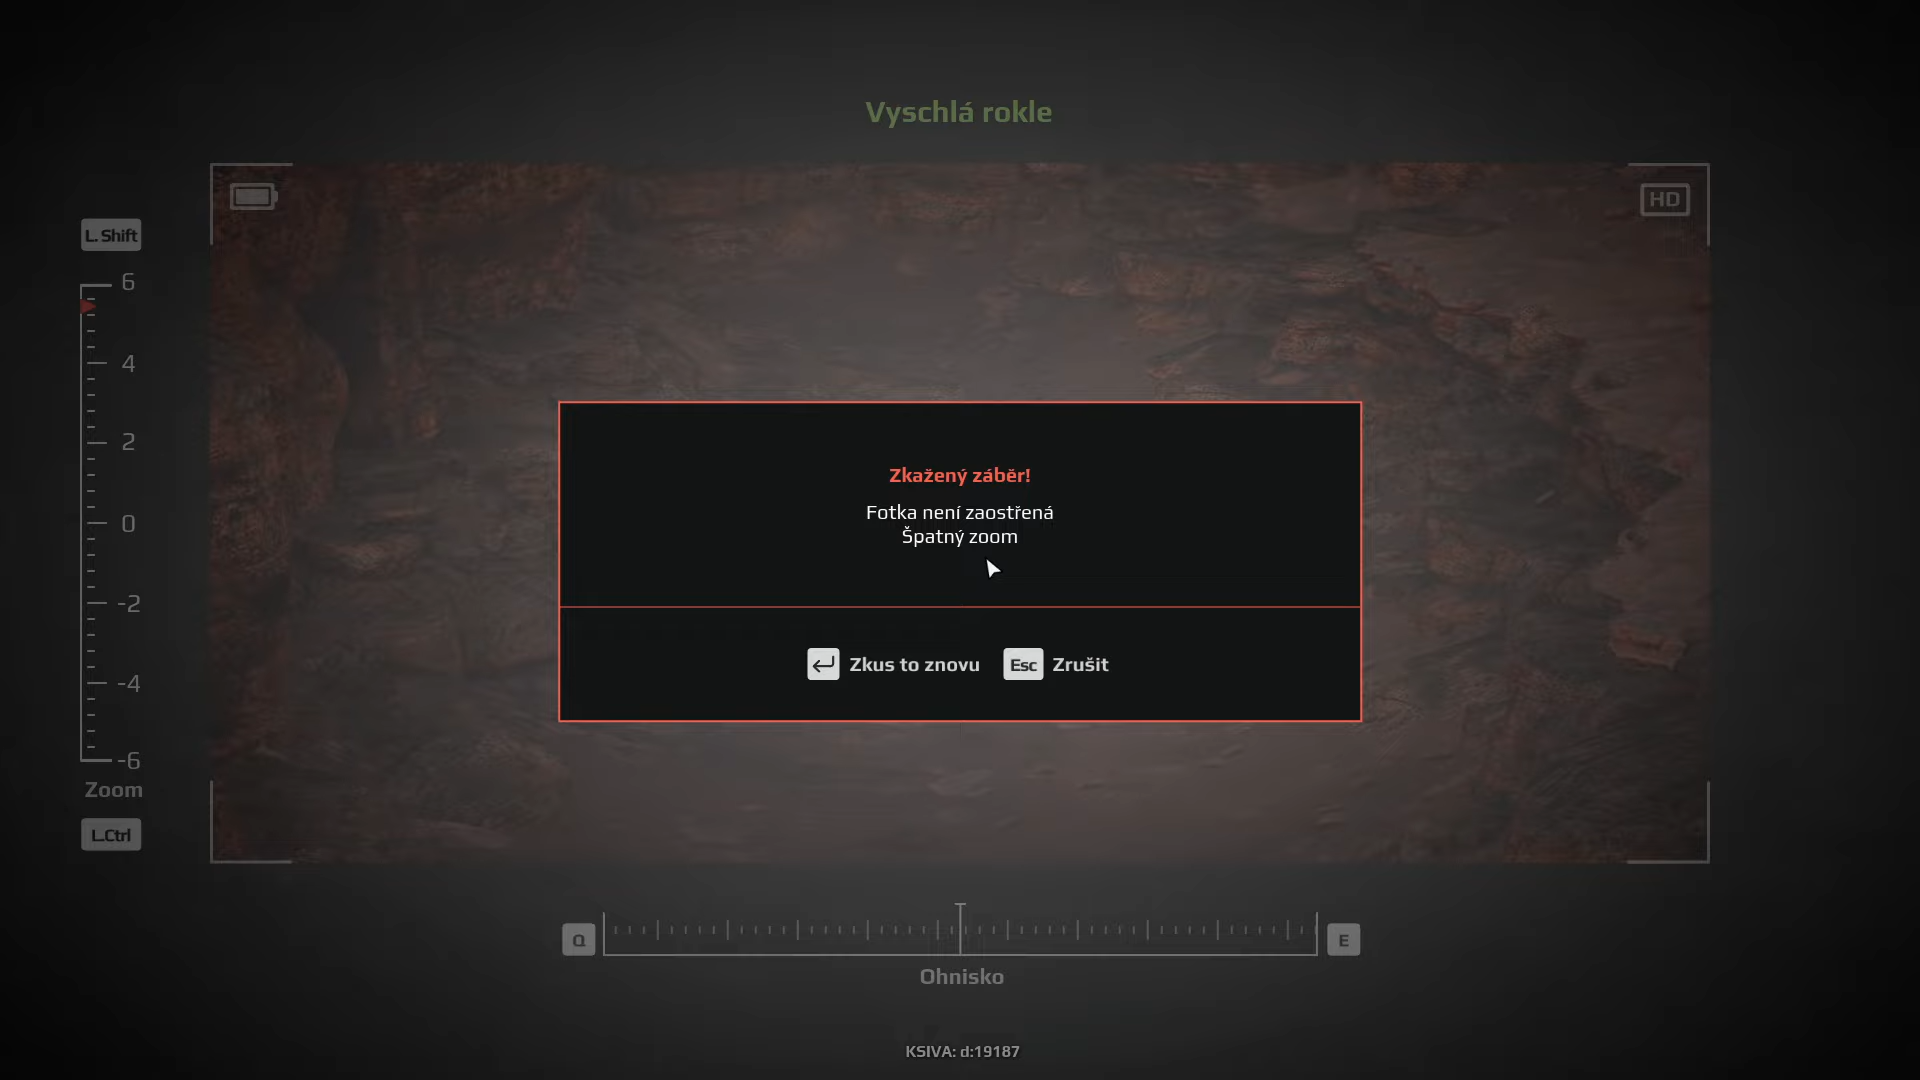 Vyschlá rokle
HD
L. Shift
6
4
2
0
-2
-4
-6
Zoom
L.Ctrl
Zkažený záběr!
Fotka není zaostřená
Špatný zoom
Zkus to znovu
Esc Zrušit
Q
E
Ohnisko
KSIVA: d:19187